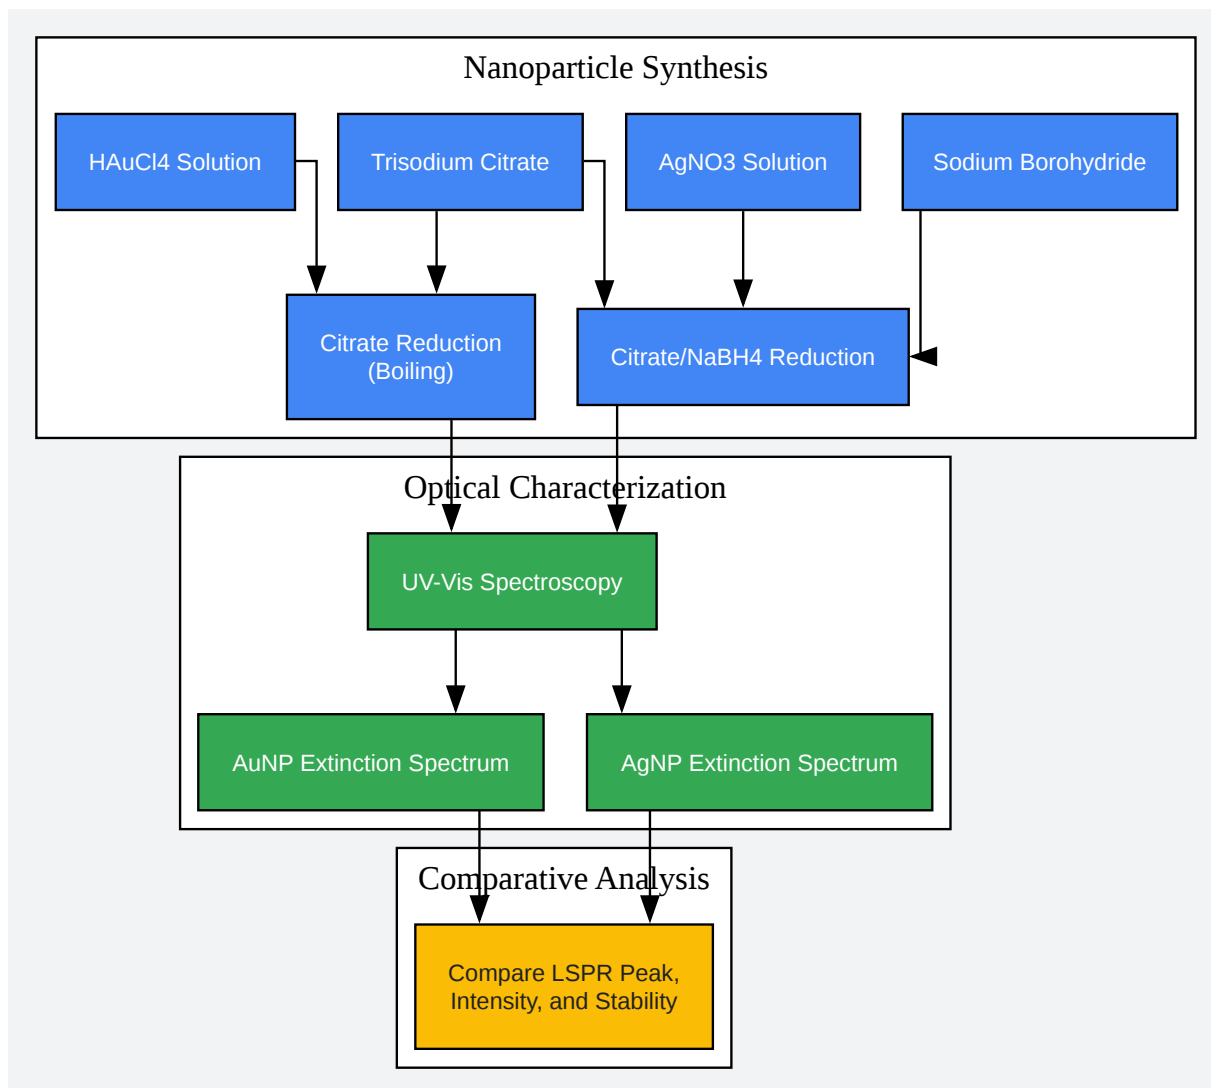 Nanoparticle Synthesis
HAuCl4 Solution
Trisodium Citrate
AgNO3 Solution
Sodium Borohydride
Citrate Reduction
(Boiling)
Citrate/NaBH4 Reduction
Optical Characterization
UV-Vis Spectroscopy
AuNP Extinction Spectrum
AgNP Extinction Spectrum
Comparative Analysis
Compare LSPR Peak,
Intensity, and Stability